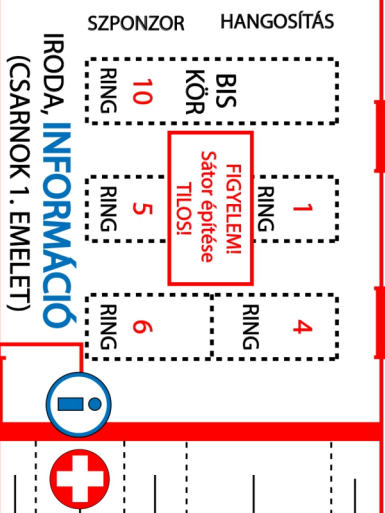 SZPONZOR
HANGOSÍTÁS
RING 10
BIS
KÖR
FIGYELEM!
Sátor építése
TILOS!
RING 5
RING 1
RING 6
RING 4
IRODA, INFORMÁCIÓ
(CSARNOK 1. EMELET)
i